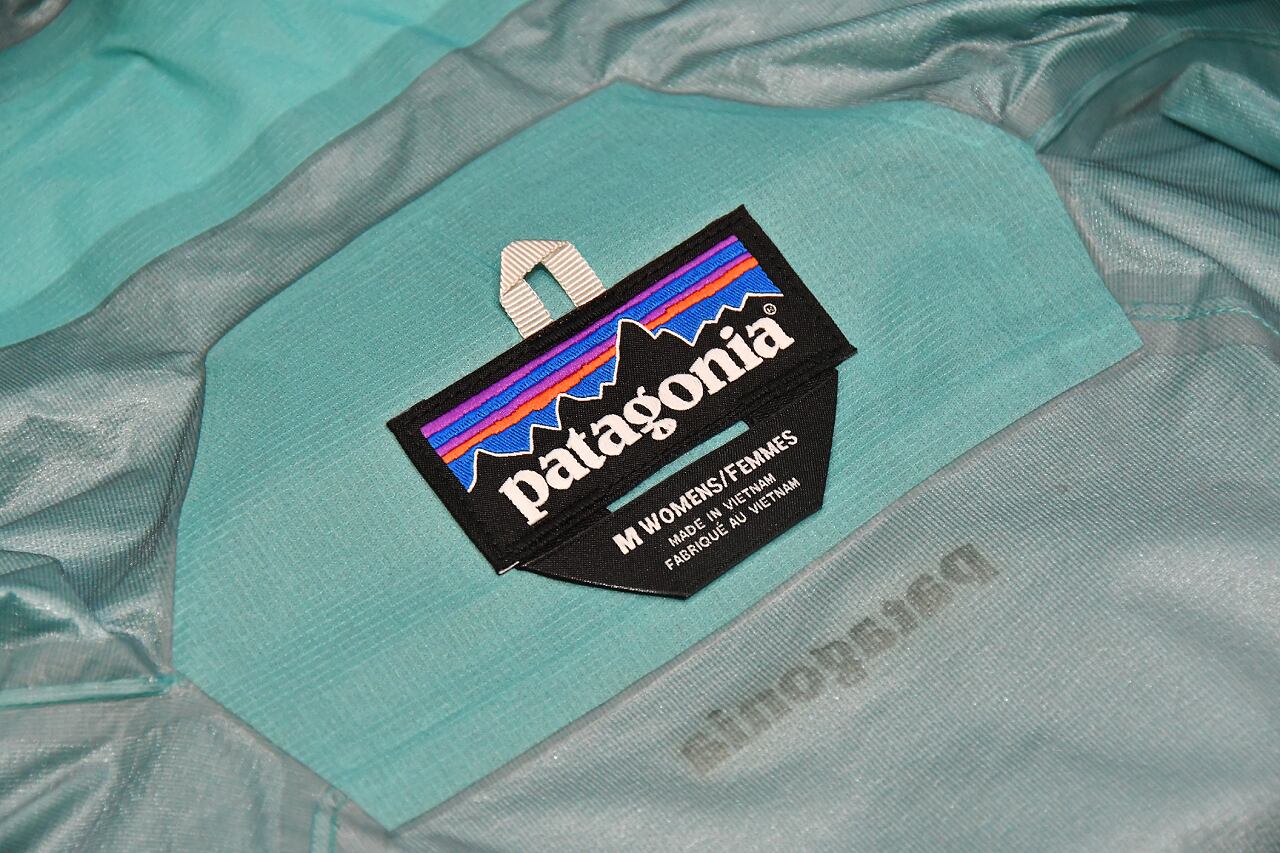 patagonia®
M WOMENS/FEMMES
MADE IN VIETNAM
FABRIQUÉ AU VIETNAM
patagonia